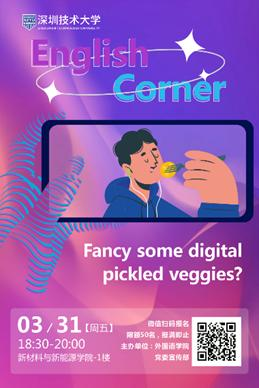 深圳技术大学
English
Corner
Fancy some digital
pickled veggies?
03 / 31【周五】
18:30-20:00
新材料与新能源学院-1楼
微信扫码报名
限额50名，报满即止
主办单位：外国语学院
党委宣传部